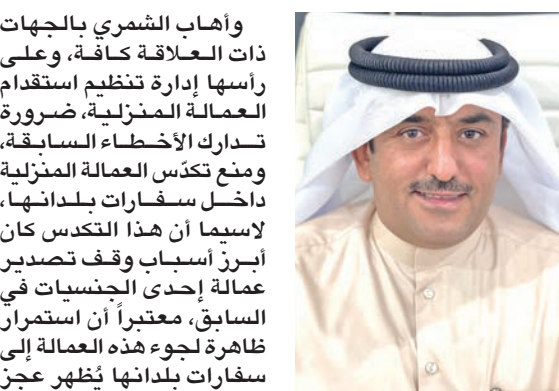 وأهاب الشمري بالجهات
ذات العلاقة كافة، وعلى
رأسها إدارة تنظيم استقدام
العمالة المنزلية، ضرورة
تدارك الأخطاء السابقة،
ومنع تكدّس العمالة المنزلية
داخل سفارات بلدانها،
لاسيما أن هذا التكدس كان
أبرز أسباب وقف تصدير
عمالة إحدى الجنسيات في
السابق، معتبراً أن استمرار
ظاهرة لجوء هذه العمالة إلى
سفارات بلدانها يُظهر عجز